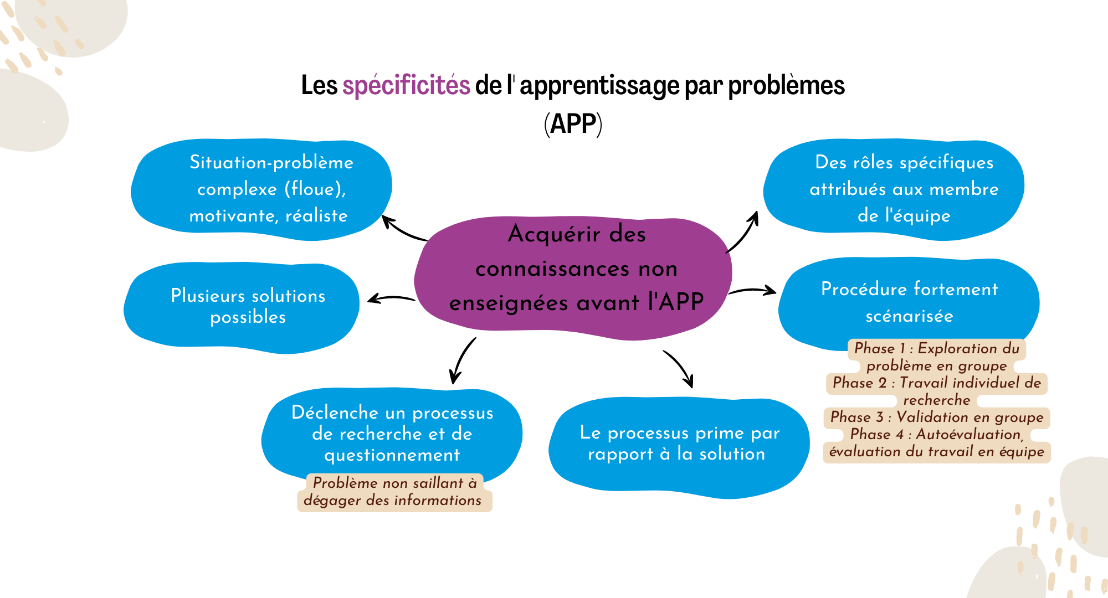 Les spécificités de l'apprentissage par problèmes
(APP)
Situation-problème
complexe (floue),
motivante, réaliste
Des rôles spécifiques
attribués aux membre
de l'équipe
Acquérir des
connaissances non
enseignées avant l'APP
Plusieurs solutions
possibles
Procédure fortement
scénarisée
Phase 1 : Exploration du
problème en groupe
Phase 2 : Travail individuel de
recherche
Phase 3 : Validation en groupe
Phase 4 : Autoévaluation,
évaluation du travail en équipe
Déclenche un processus
de recherche et de
questionnement
Problème non saillant à
dégager des informations
Le processus prime par
rapport à la solution